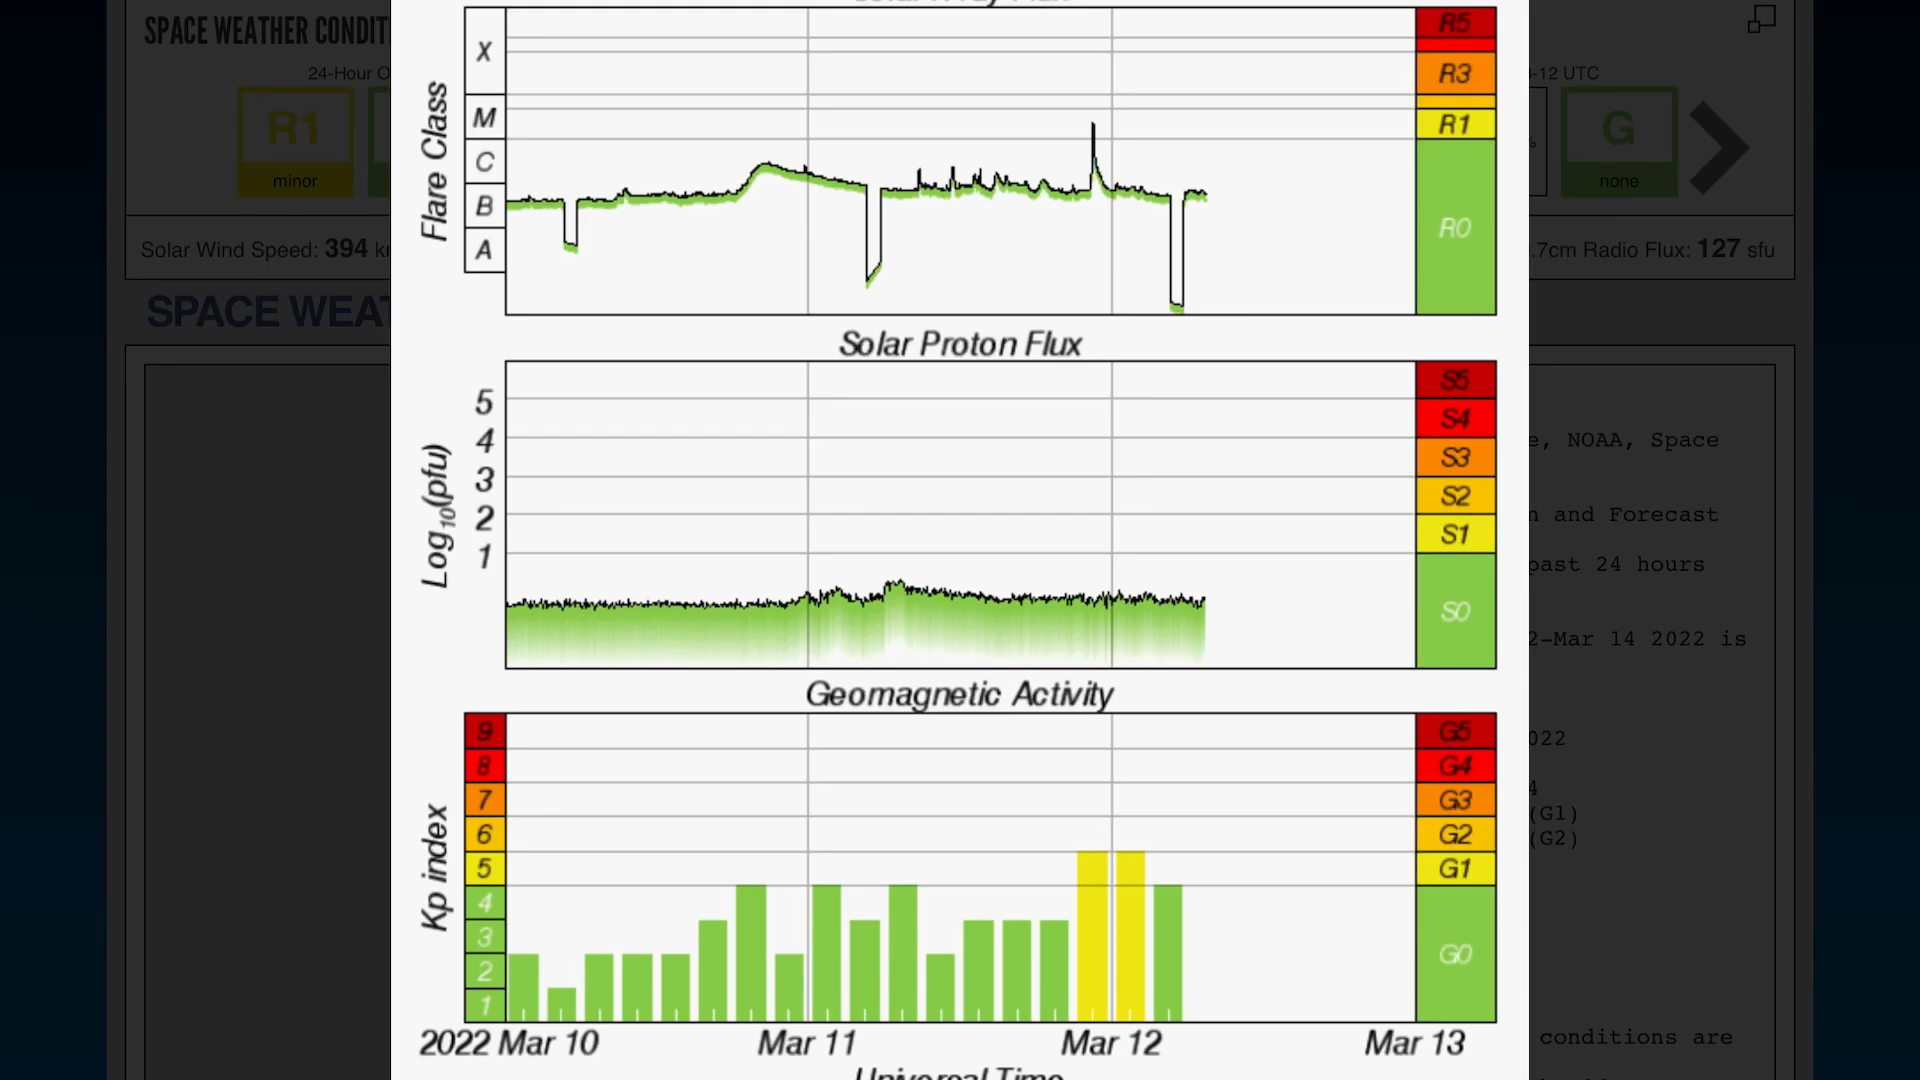 SPACE WEATHER CONDIT
24-Hour O
R1
minor
Solar Wind Speed: 394 k
SPACE WEAT
Flare Class
X
M
C
B
A
R5
R3
R1
R0
-12 UTC
%
G
none
.7cm Radio Flux: 127 sfu
Solar Proton Flux
Log10(pfu)
5
4
3
2
1
S5
S4
S3
S2
S1
S0
e, NOAA, Space
n and Forecast
past 24 hours
2-Mar 14 2022 is
Geomagnetic Activity
Kp index
9
8
7
6
5
4
3
2
1
G5
G4
G3
G2
G1
G0
022
4
(G1)
(G2)
conditions are
2022 Mar 10
Mar 11
Mar 12
Mar 13
Universal Time